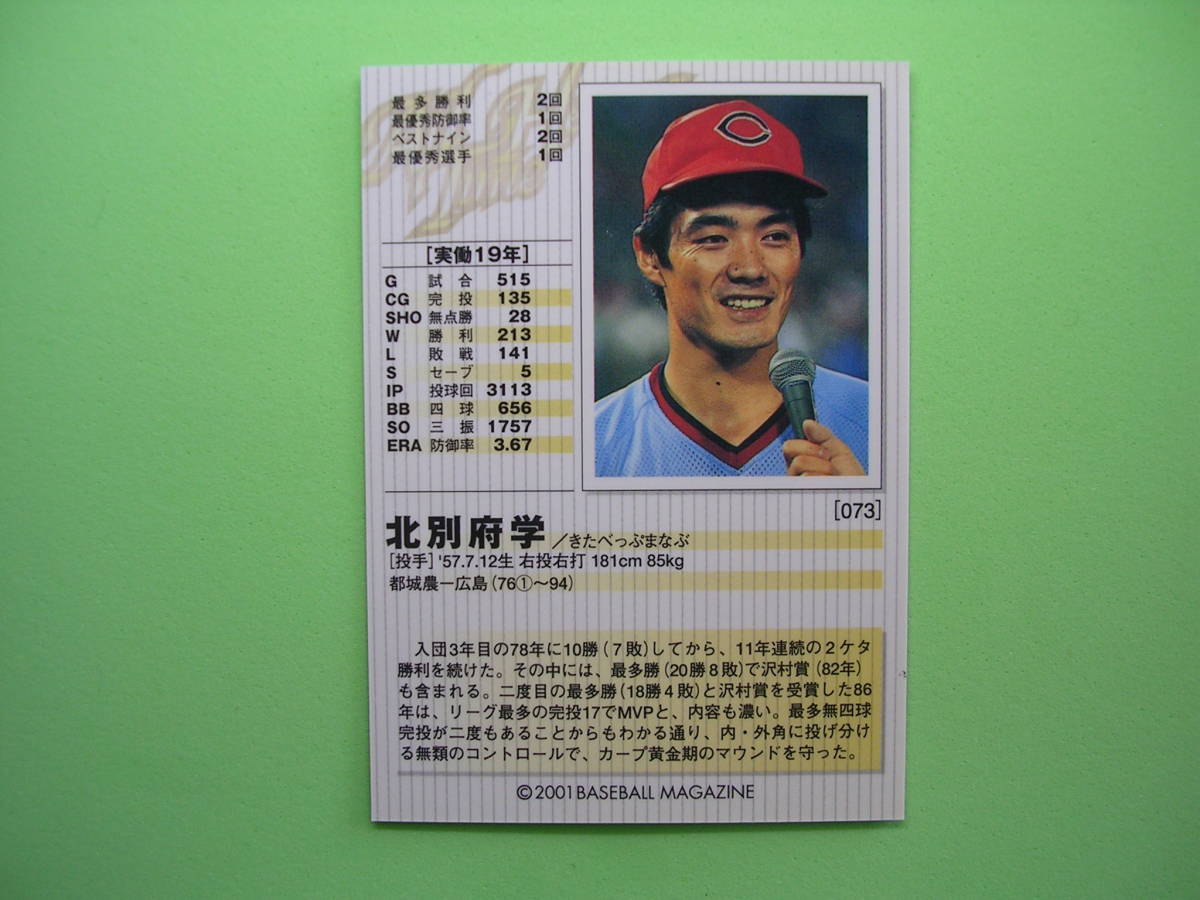 最多勝利 2回
最優秀防御率 1回
ベストナイン 2回
最優秀選手 1回
[実働19年]
G 試合 515
CG 完投 135
SHO 無点勝 28
W 勝利 213
L 敗戦 141
S セーブ 5
IP 投球回 3113
BB 四球 656
SO 三振 1757
ERA 防御率 3.67
C
[073]
北別府学／きたべっぷまなぶ
[投手] '57.7.12生 右投右打 181cm 85kg
都城農ー広島(76①〜94)
入団3年目の78年に10勝(7敗)してから、11年連続の2ケタ
勝利を続けた。その中には、最多勝(20勝8敗)で沢村賞(82年)
も含まれる。二度目の最多勝(18勝4敗)と沢村賞を受賞した86
年は、リーグ最多の完投17でMVPと、内容も濃い。最多無四球
完投が二度もあることからもわかる通り、内・外角に投げ分け
る無類のコントロールで、カープ黄金期のマウンドを守った。
©2001 BASEBALL MAGAZINE